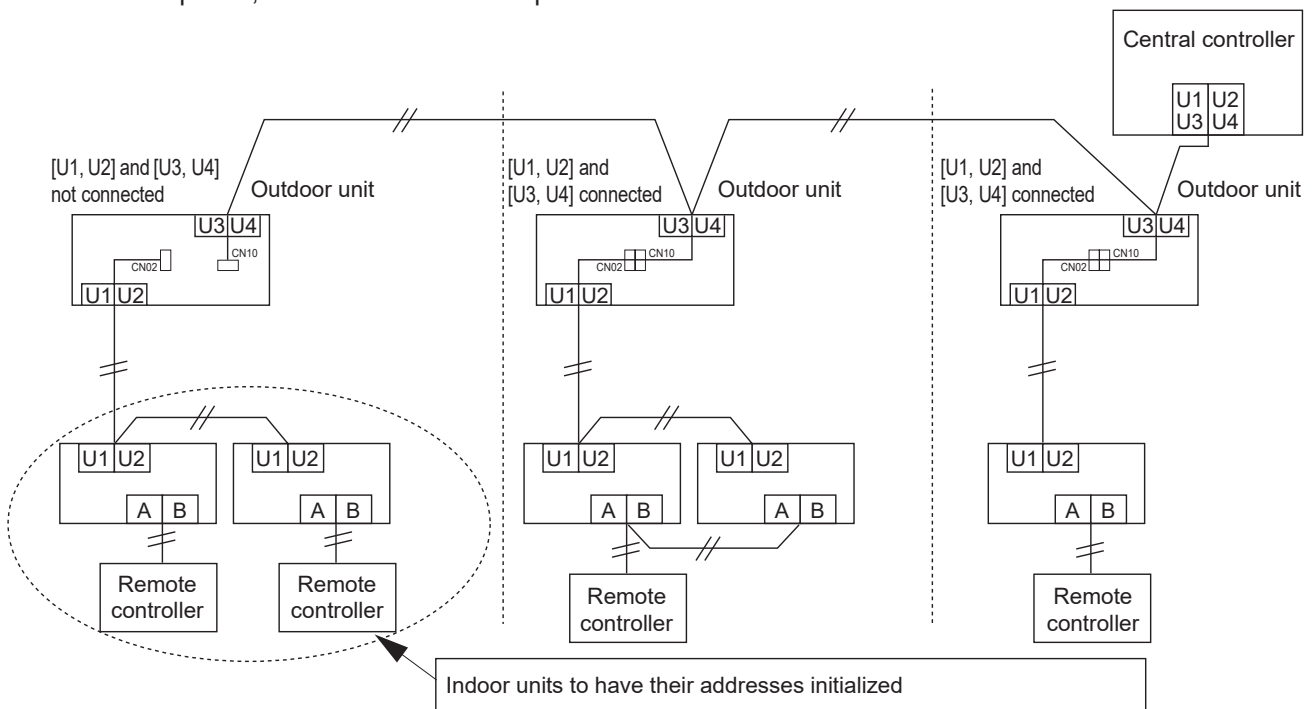 Central controller
U1 U2
U3 U4
[U1, U2] and [U3, U4]
not connected
Outdoor unit
[U1, U2] and
[U3, U4] connected
Outdoor unit
[U1, U2] and
[U3, U4] connected
Outdoor unit
U3 U4
CN02
CN10
U1 U2
U3 U4
CN02
CN10
U1 U2
U3 U4
CN02
CN10
U1 U2
U1 U2
A B
U1 U2
A B
U1 U2
A B
U1 U2
A B
U1 U2
A B
Remote
controller
Remote
controller
Remote
controller
Remote
controller
Indoor units to have their addresses initialized